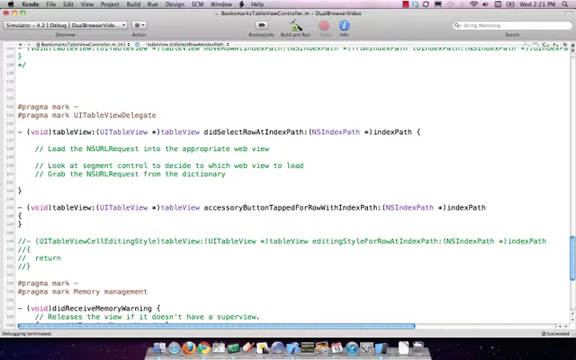 Xcode File Edit View Project Build Run Design SCM Window Help
Wed 2:21 PM
BookmarksTableViewController.m - DualBrowserVideo
Simulator - 4.2 | Debug | DualBrowserVideo...
String Matching
Overview Action Breakpoints Build and Run Info Search
BookmarksTableViewController.m:141 -tableView:didSelectRowAtIndexPath:
}
*/
#pragma mark -
#pragma mark UITableViewDelegate
- (void)tableView:(UITableView *)tableView didSelectRowAtIndexPath:(NSIndexPath *)indexPath {
// Load the NSURLRequest into the appropriate web view
// Look at segment control to decide to which web view to load
// Grab the NSURLRequest from the dictionary
}
- (void)tableView:(UITableView *)tableView accessoryButtonTappedForRowWithIndexPath:(NSIndexPath *)indexPath
{
}
//- (UITableViewCellEditingStyle)tableView:(UITableView *)tableView editingStyleForRowAtIndexPath:(NSIndexPath *)indexPath
//{
// return
//}
#pragma mark -
#pragma mark Memory management
- (void)didReceiveMemoryWarning {
// Releases the view if it doesn't have a superview.
Debugging terminated.
Succeeded